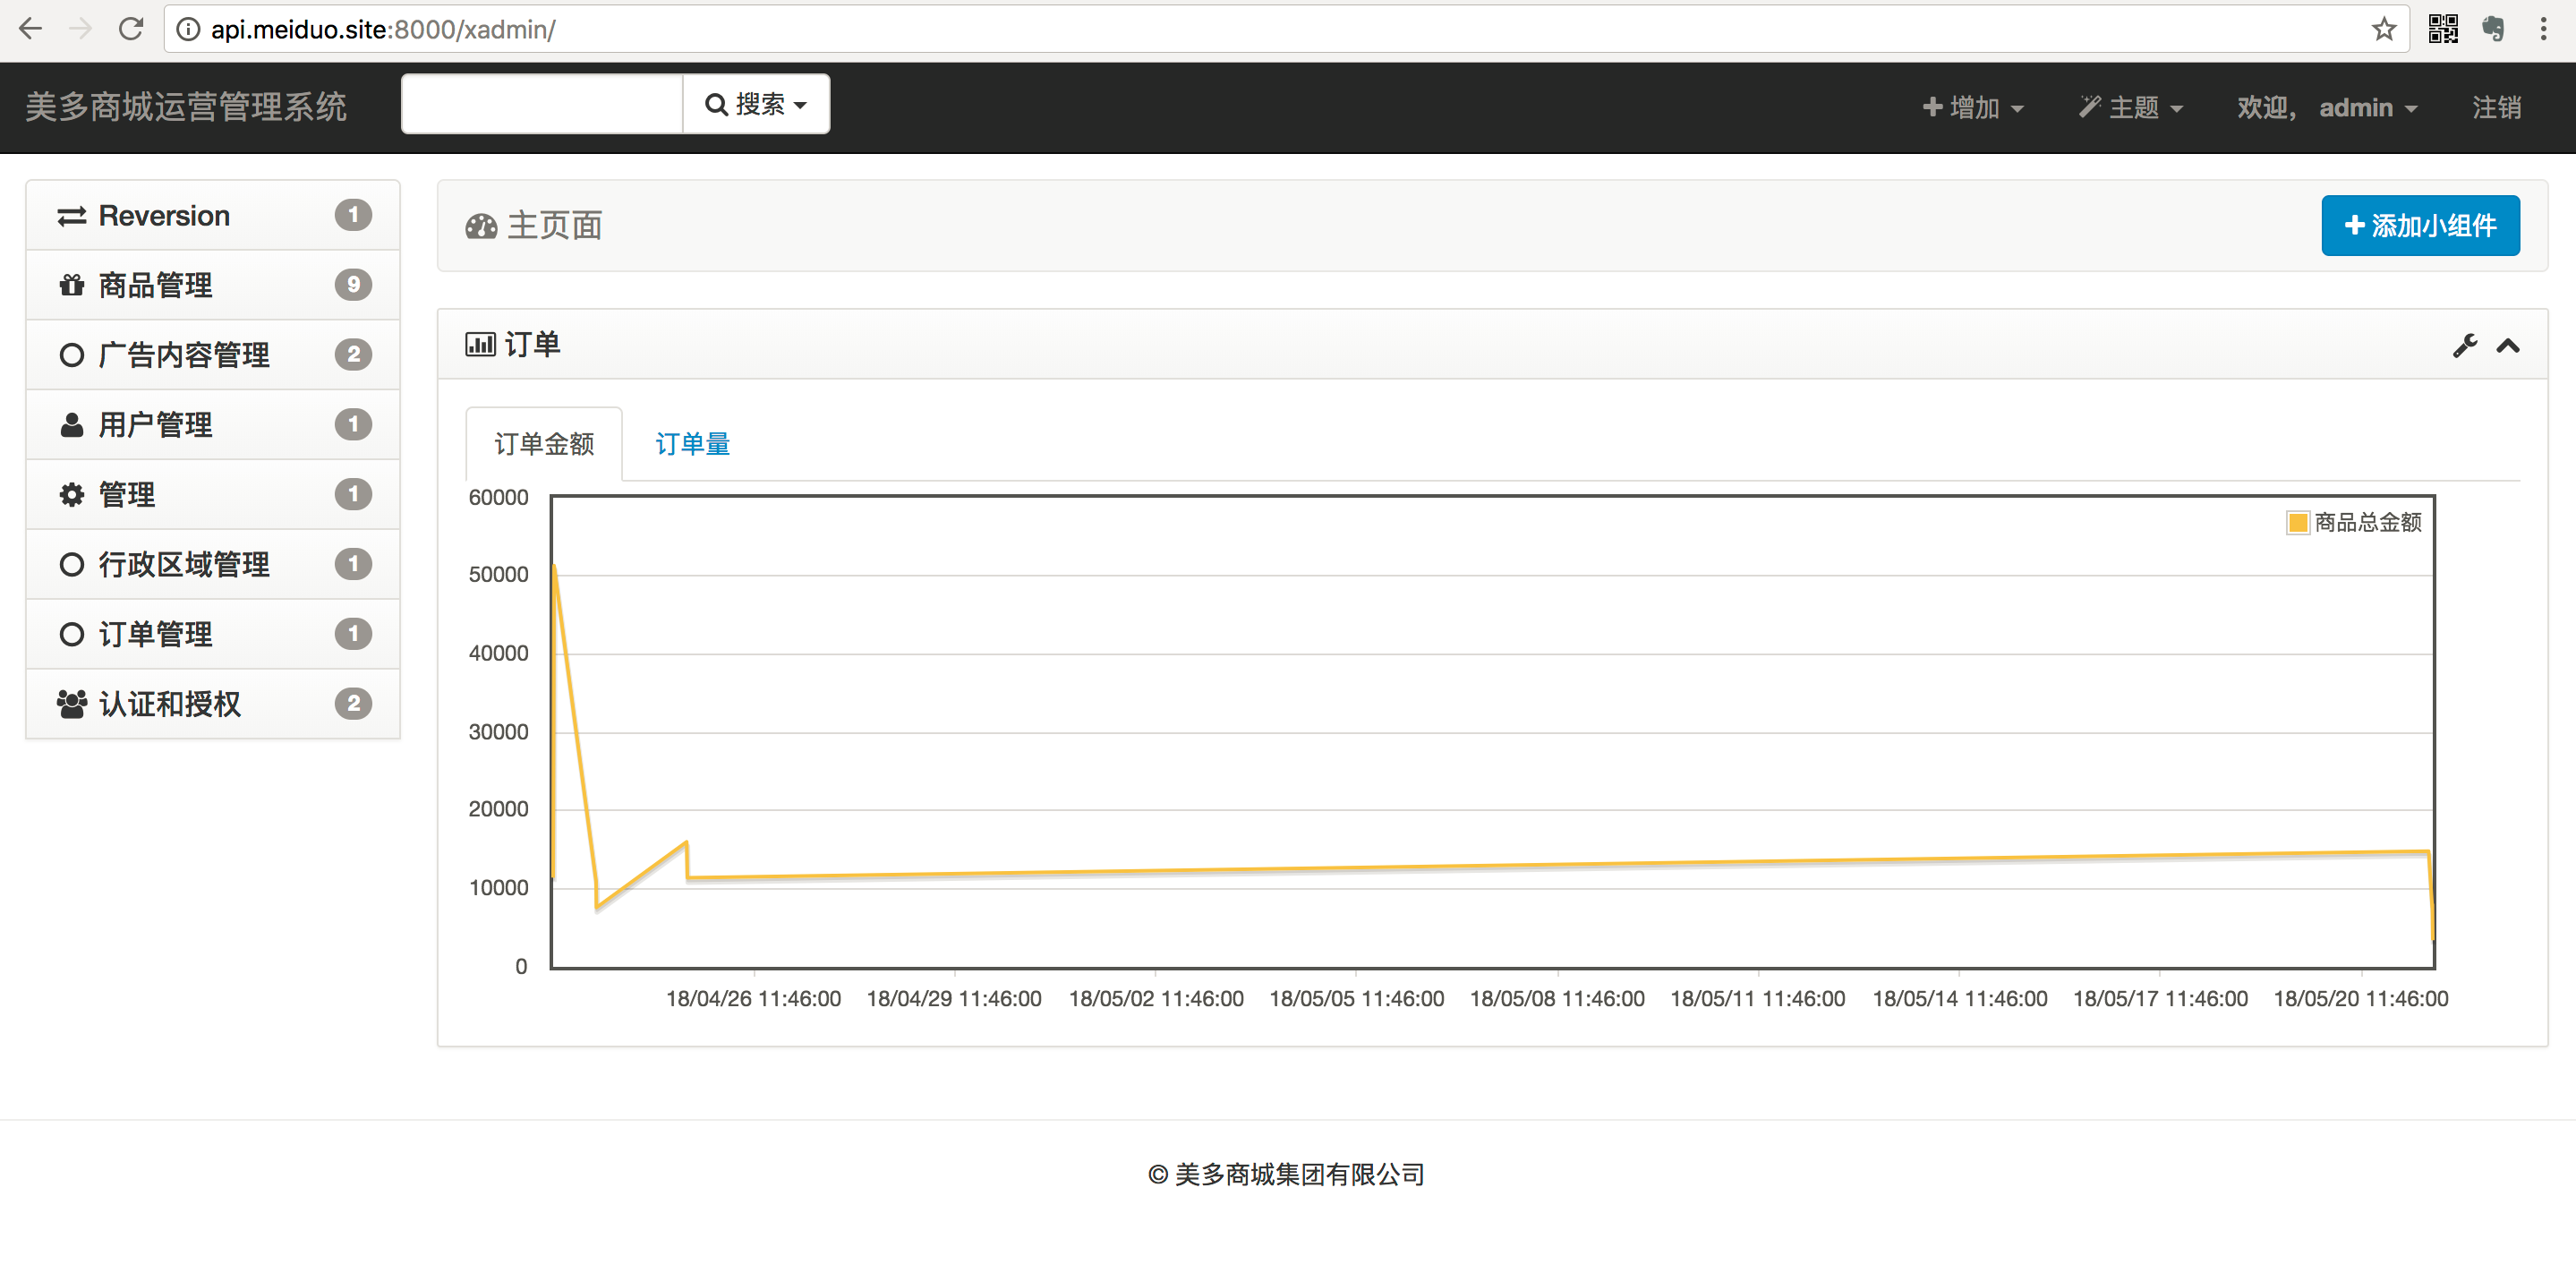 api.meiduo.site:8000/xadmin/
美多商城运营管理系统 搜索 增加 主题 欢迎， admin 注销
Reversion 1
商品管理 9
广告内容管理 2
用户管理 1
管理 1
行政区域管理 1
订单管理 1
认证和授权 2
主页面 添加小组件
订单
订单金额 订单量
60000
50000
40000
30000
20000
10000
0
商品总金额
18/04/26 11:46:00 18/04/29 11:46:00 18/05/02 11:46:00 18/05/05 11:46:00 18/05/08 11:46:00 18/05/11 11:46:00 18/05/14 11:46:00 18/05/17 11:46:00 18/05/20 11:46:00
© 美多商城集团有限公司